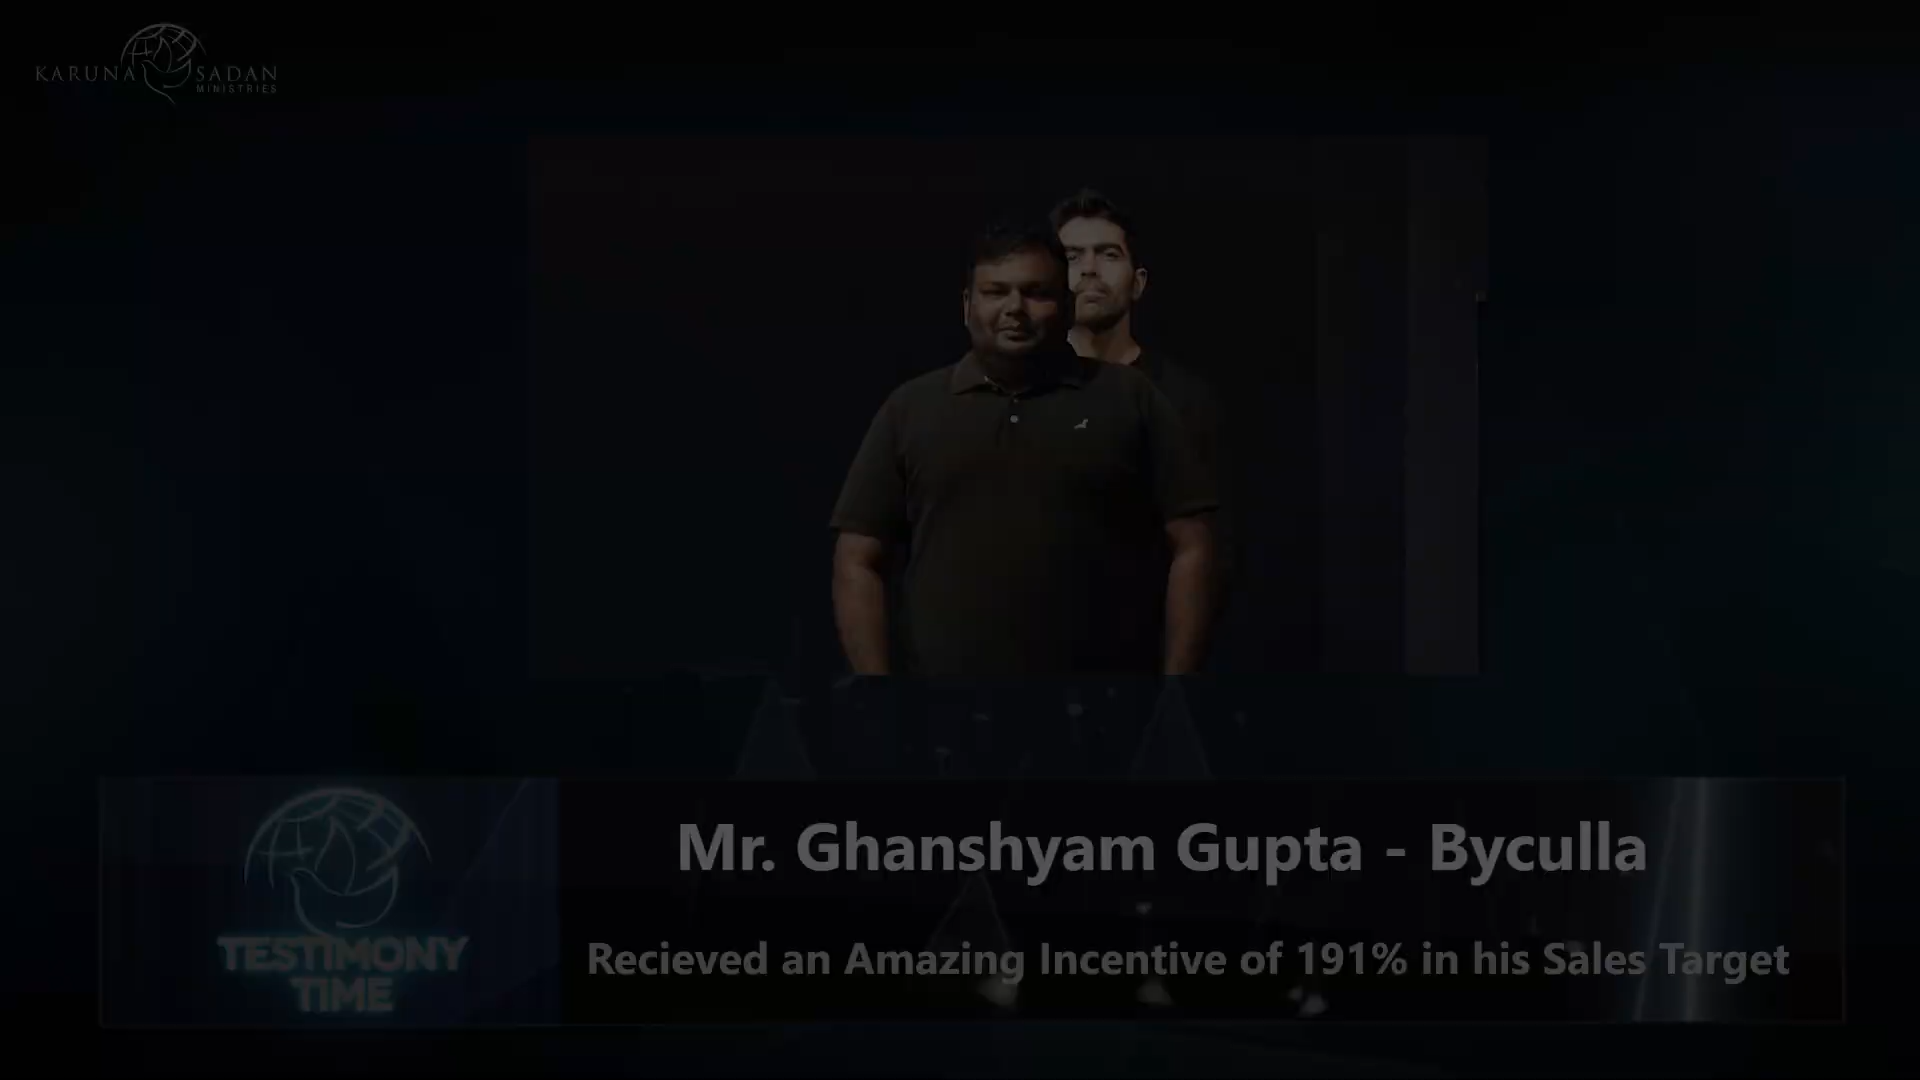 KARUNA SADAN
MINISTRIES
Mr. Ghanshyam Gupta - Byculla
TESTIMONY
TIME
Recieved an Amazing Incentive of 191% in his Sales Target